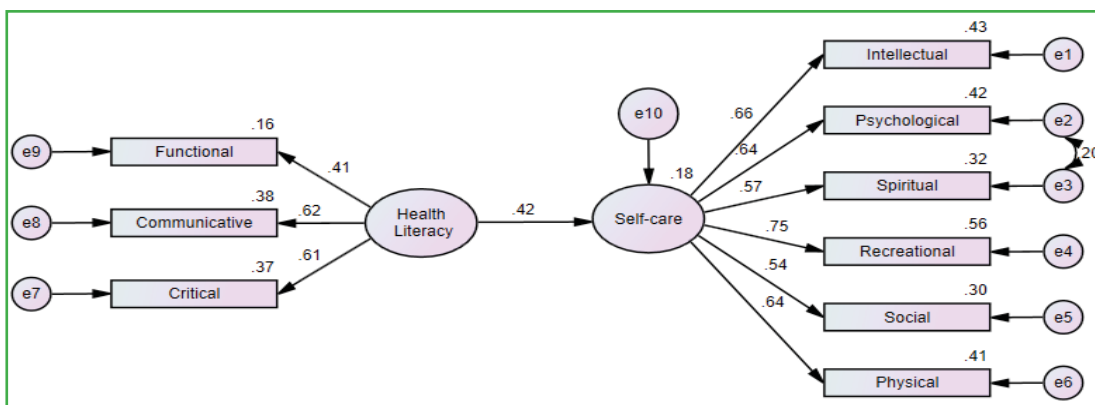 .43
Intellectual
e1
.42
e10
Psychological
e2
.16
.66
e9
Functional
.64
.20
.32
.41
.18
.57
Spiritual
e3
.38
Health
Literacy
.42
Self-care
e8
Communicative
.62
.75
.56
Recreational
e4
.61
.37
.54
e7
Critical
.64
.30
Social
e5
.41
Physical
e6